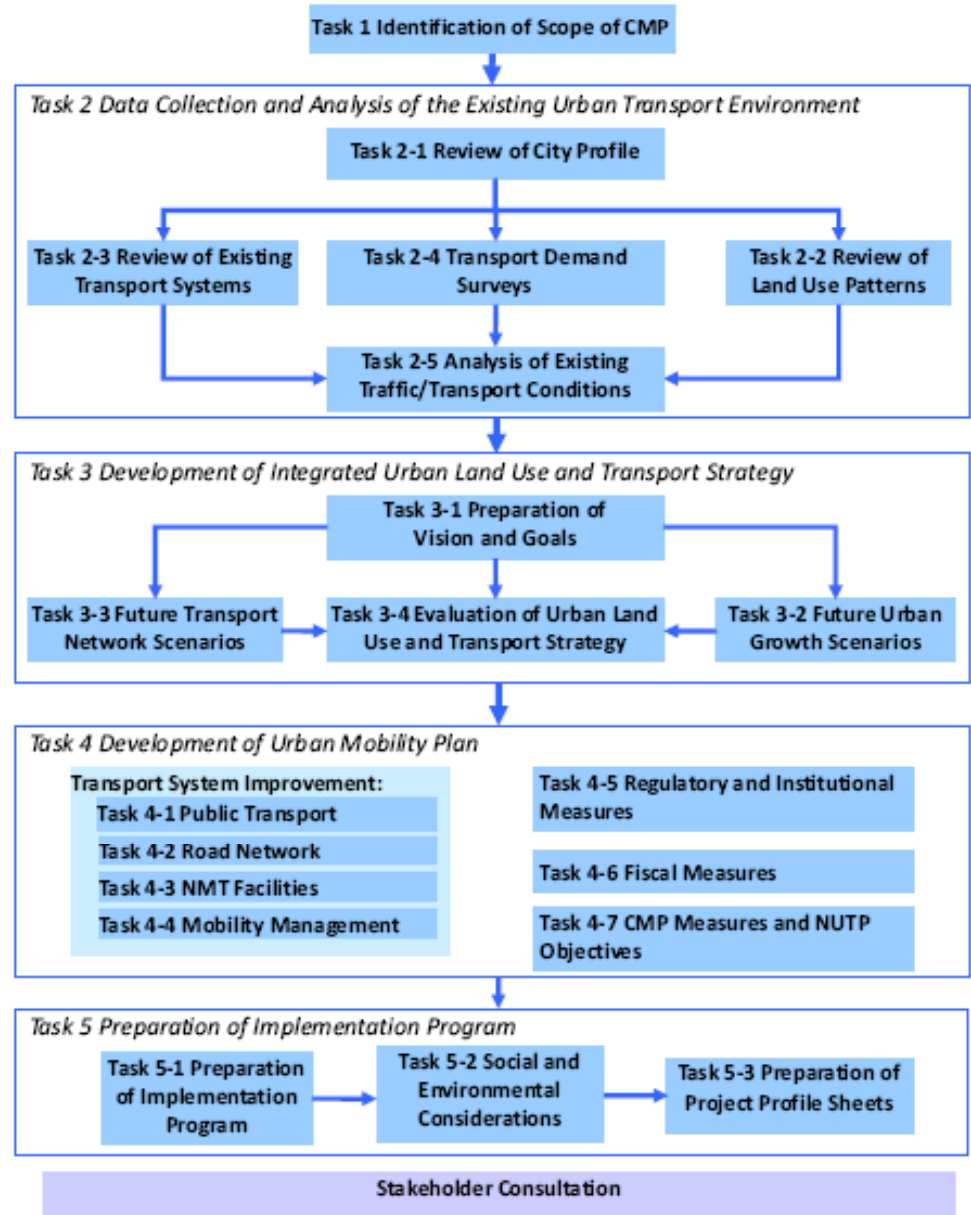 Task 1 Identification of Scope of CMP
Task 2 Data Collection and Analysis of the Existing Urban Transport Environment
Task 2-1 Review of City Profile
Task 2-3 Review of Existing
Transport Systems
Task 2-4 Transport Demand
Surveys
Task 2-2 Review of
Land Use Patterns
Task 2-5 Analysis of Existing
Traffic/Transport Conditions
Task 3 Development of Integrated Urban Land Use and Transport Strategy
Task 3-1 Preparation of
Vision and Goals
Task 3-3 Future Transport
Network Scenarios
Task 3-4 Evaluation of Urban Land
Use and Transport Strategy
Task 3-2 Future Urban
Growth Scenarios
Task 4 Development of Urban Mobility Plan
Transport System Improvement:
Task 4-1 Public Transport
Task 4-2 Road Network
Task 4-3 NMT Facilities
Task 4-4 Mobility Management
Task 4-5 Regulatory and Institutional
Measures
Task 4-6 Fiscal Measures
Task 4-7 CMP Measures and NUTP
Objectives
Task 5 Preparation of Implementation Program
Task 5-1 Preparation
of Implementation
Program
Task 5-2 Social and
Environmental
Considerations
Task 5-3 Preparation of
Project Profile Sheets
Stakeholder Consultation